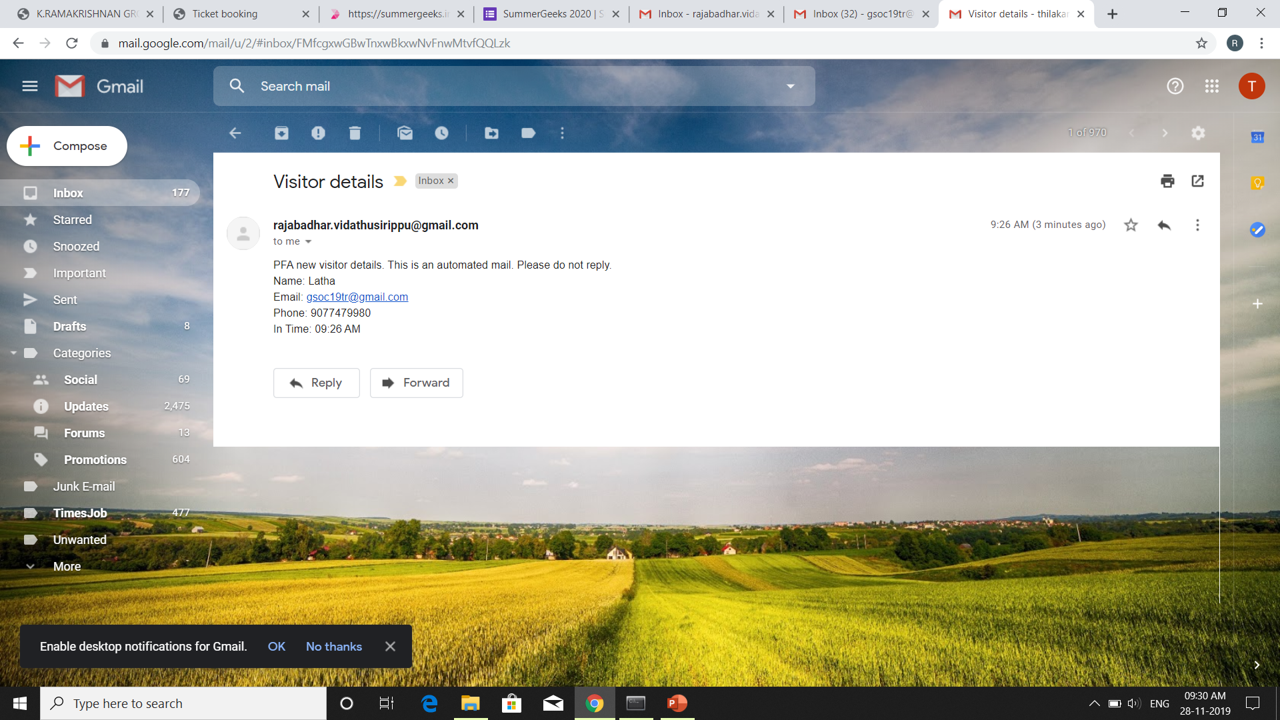 K.RAMAKRISHNAN GR
Ticket booking
https://summergeeks.i
SummerGeeks 2020 | S
Inbox - rajabadhar.vida
Inbox (32) - gsoc19tr@
Visitor details - thilakar
mail.google.com/mail/u/2/#inbox/FMfcgxwGBwTnxwBkxwNvFnwMtvfQQLzk
R
Gmail
Search mail
T
Compose
1 of 970
31
Visitor details
Inbox
Inbox 177
Starred
Snoozed
Important
Sent
Drafts 8
Categories
Social 69
Updates 2,475
Forums 13
Promotions 604
Junk E-mail
TimesJob 477
Unwanted
More
rajabadhar.vidathusirippu@gmail.com
9:26 AM (3 minutes ago)
to me
PFA new visitor details. This is an automated mail. Please do not reply.
Name: Latha
Email: gsoc19tr@gmail.com
Phone: 9077479980
In Time: 09:26 AM
Reply
Forward
Enable desktop notifications for Gmail. OK No thanks
Type here to search
ENG
09:30 AM
28-11-2019